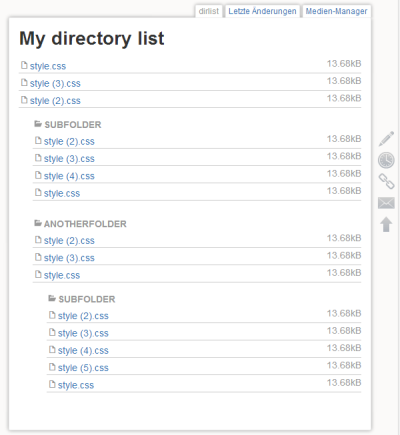 dirlist Letzte Änderungen Medien-Manager
My directory list
style.css 13.68kB
style (3).css 13.68kB
style (2).css 13.68kB
SUBFOLDER
style (2).css 13.68kB
style (3).css 13.68kB
style (4).css 13.68kB
style.css 13.68kB
ANOTHERFOLDER
style (2).css 13.68kB
style (3).css 13.68kB
style.css 13.68kB
SUBFOLDER
style (2).css 13.68kB
style (3).css 13.68kB
style (4).css 13.68kB
style (5).css 13.68kB
style.css 13.68kB